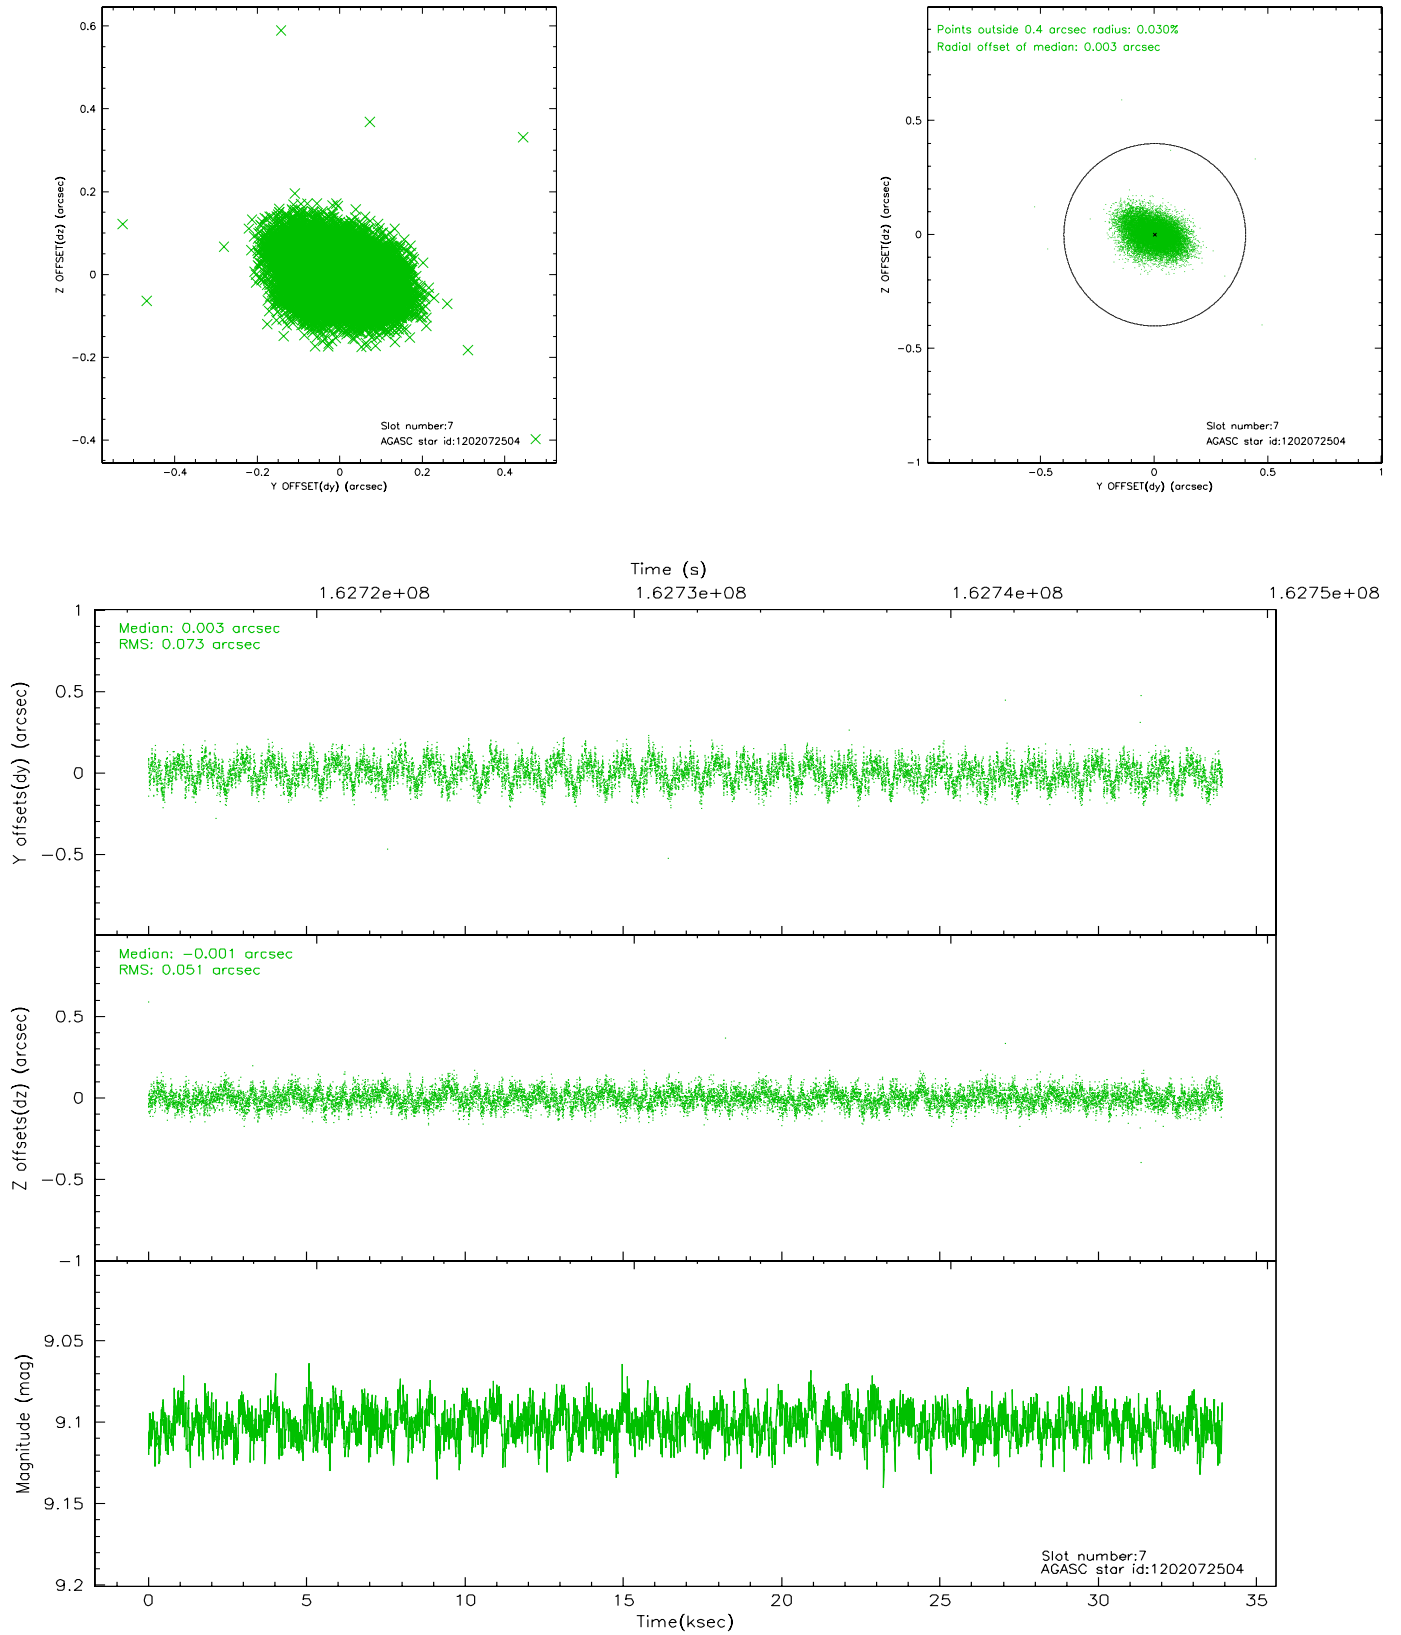 0.6
0.4
0.2
0
−0.2
−0.4
Z OFFSET(dz) (arcsec)
Slot number:7
AGASC star id:1202072504
−0.4 −0.2 0 0.2 0.4
Y OFFSET(dy) (arcsec)
Points outside 0.4 arcsec radius: 0.030%
Radial offset of median: 0.003 arcsec
0.5
0
−0.5
−1
Z OFFSET(dz) (arcsec)
Slot number:7
AGASC star id:1202072504
−0.5 0 0.5 1
Y OFFSET(dy) (arcsec)
Time (s)
1.6272e+08 1.6273e+08 1.6274e+08 1.6275e+08
Median: 0.003 arcsec
RMS: 0.073 arcsec
1
0.5
0
−0.5
Y offsets(dy) (arcsec)
Median: −0.001 arcsec
RMS: 0.051 arcsec
0.5
0
−0.5
−1
Z offsets(dz) (arcsec)
9.05
9.1
9.15
9.2
Magnitude (mag)
Slot number:7
AGASC star id:1202072504
0 5 10 15 20 25 30 35
Time(ksec)